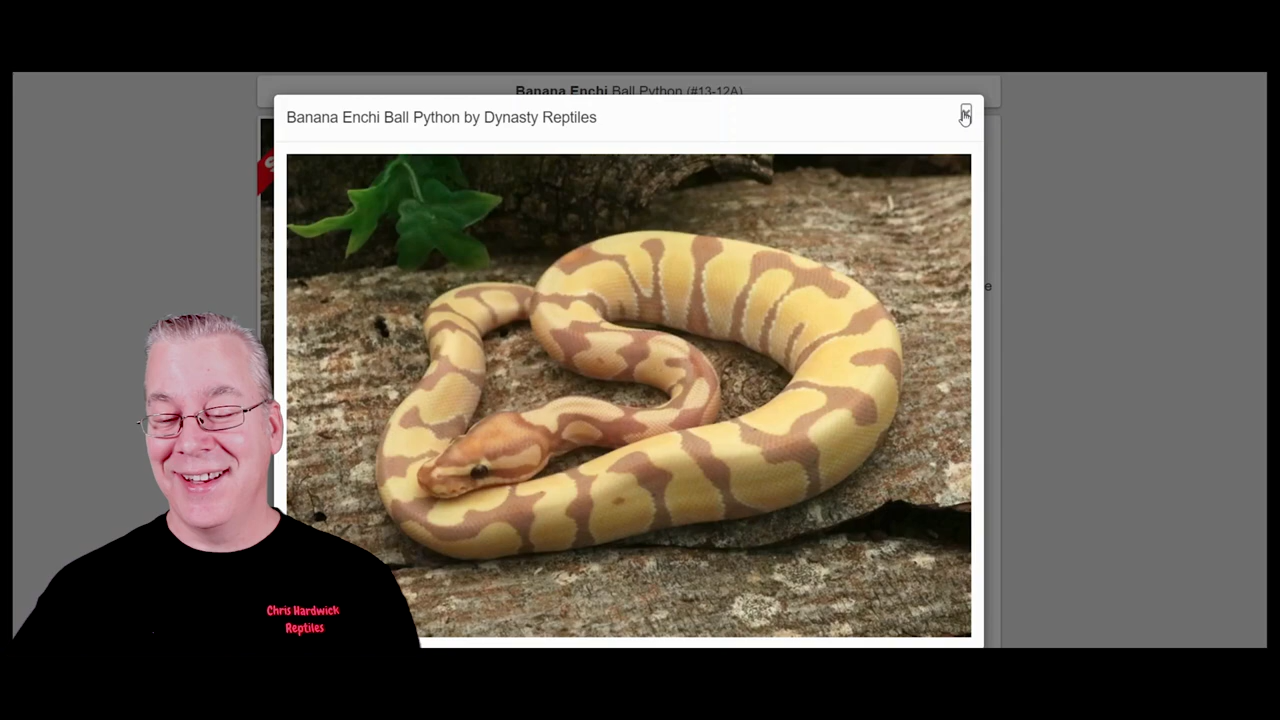 Banana Enchi Ball Python (#13-12A)
Banana Enchi Ball Python by Dynasty Reptiles
e
Chris Hardwick
Reptiles